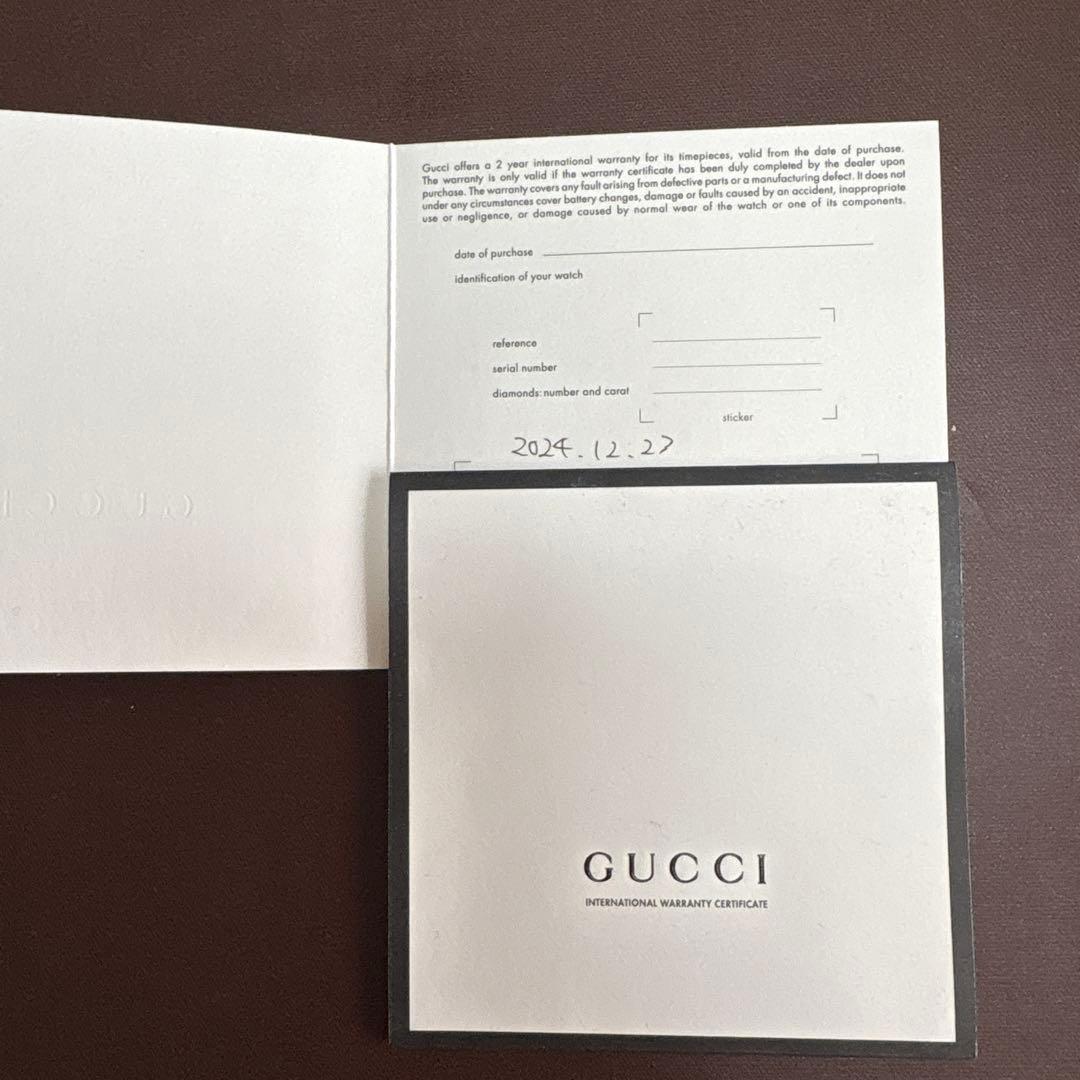 Gucci offers a 2 year international warranty for its timepieces, valid from the date of purchase.
The warranty is only valid if the warranty certificate has been duly completed by the dealer upon
purchase. The warranty covers any fault arising from defective parts or a manufacturing defect. It does not
under any circumstances cover battery changes, damage or faults caused by an accident, inappropriate
use or negligence, or damage caused by normal wear of the watch or one of its components.
date of purchase
identification of your watch
reference
serial number
diamonds: number and carat
sticker
2024.12.27
GUCCI
GUCCI
INTERNATIONAL WARRANTY CERTIFICATE